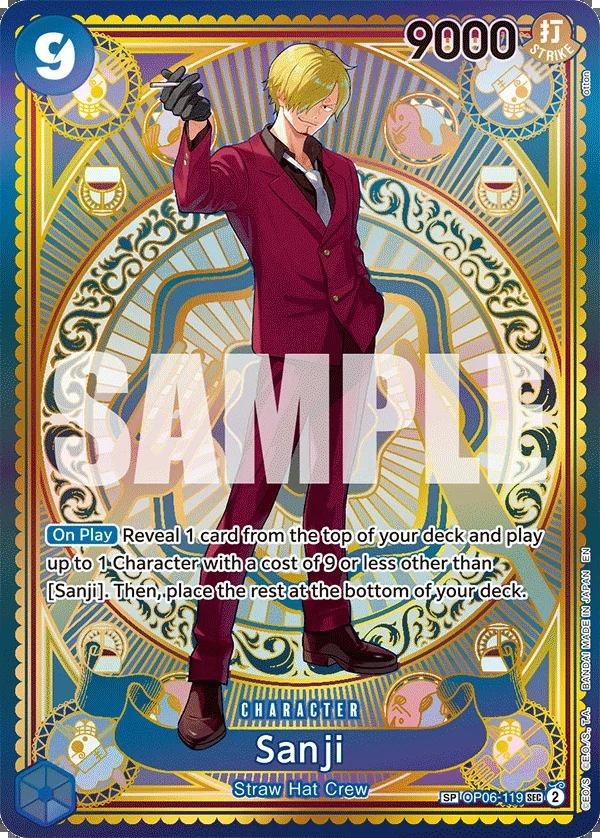 9
9000
打
STRIKE
otton
SAMPLE
On Play Reveal 1 card from the top of your deck and play
up to 1 Character with a cost of 9 or less other than
[Sanji]. Then, place the rest at the bottom of your deck.
CHARACTER
Sanji
Straw Hat Crew
SP OP06-119 SEC 2
©EO/S ©E.O./S., T.A. BANDAI MADE IN JAPAN EN